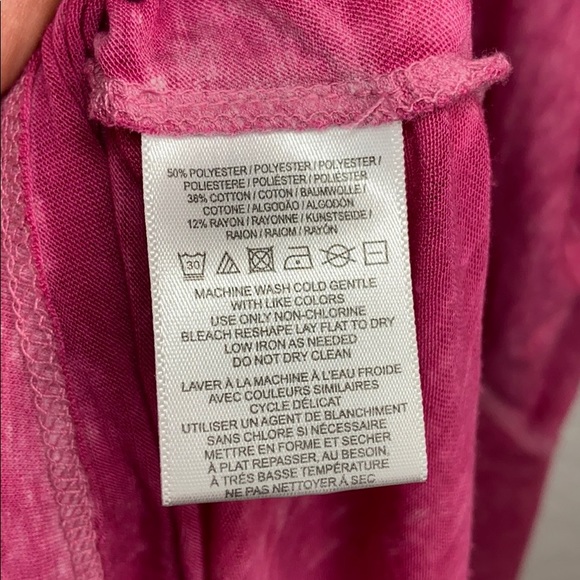 50% POLYESTER / POLYESTER / POLYESTER /
POLIESTERE / POLIÉSTER / POLIÉSTER
38% COTTON / COTON / BAUMWOLLE /
COTONE / ALGODÃO / ALGODÓN
12% RAYON / RAYONNE / KUNSTSEIDE /
RAION / RAIOM / RAYÓN
30
MACHINE WASH COLD GENTLE
WITH LIKE COLORS
USE ONLY NON-CHLORINE
BLEACH RESHAPE LAY FLAT TO DRY
LOW IRON AS NEEDED
DO NOT DRY CLEAN
LAVER À LA MACHINE À L'EAU FROIDE
AVEC COULEURS SIMILAIRES
CYCLE DÉLICAT
UTILISER UN AGENT DE BLANCHIMENT
SANS CHLORE SI NÉCESSAIRE
METTRE EN FORME ET SECHER
À PLAT REPASSER, AU BESOIN,
À TRÉS BASSE TEMPÉRATURE
NE PAS NETTOYER À SEC